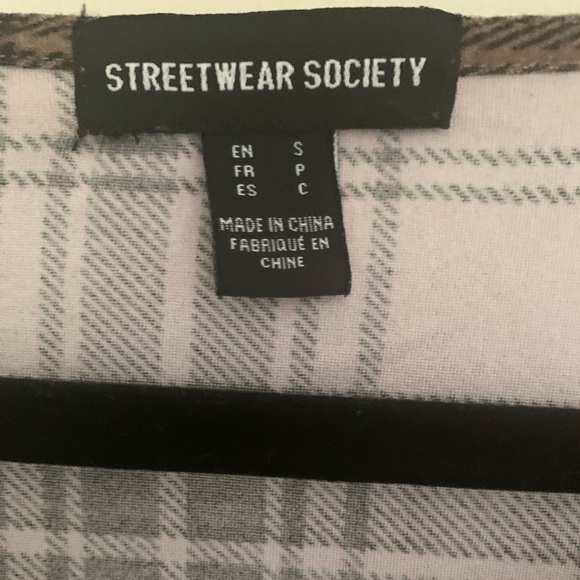 STREETWEAR SOCIETY
EN S
FR P
ES C
MADE IN CHINA
FABRIQUÉ EN
CHINE